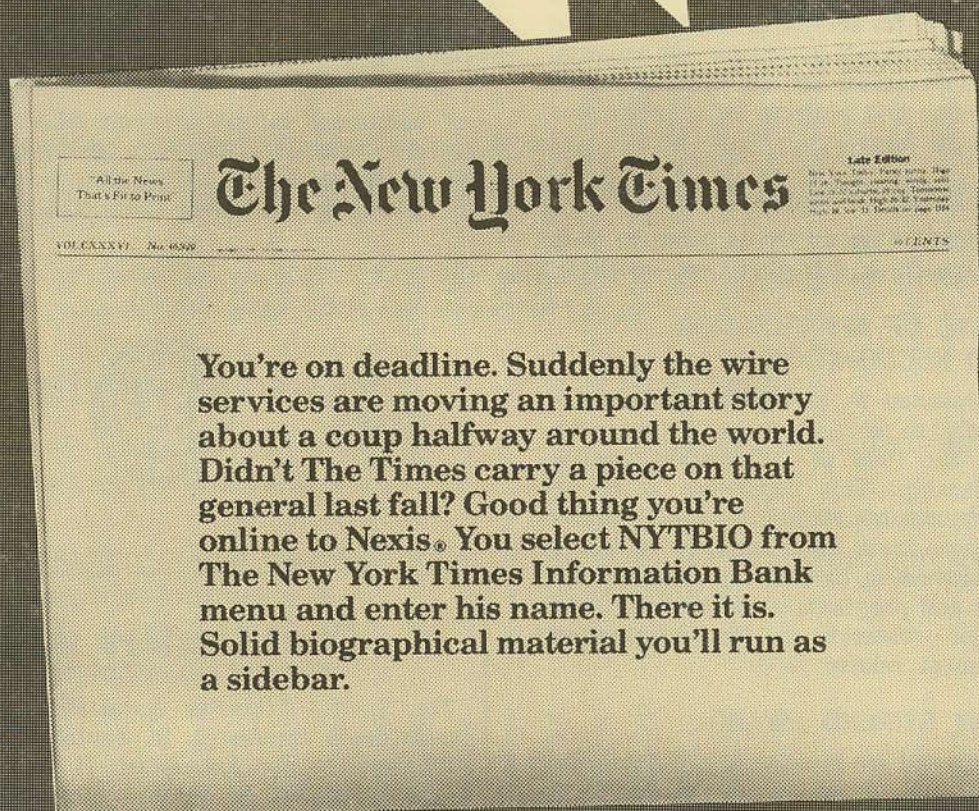 "All the News
That's Fit to Print"
The New York Times
Late Edition
VOL.CXXXVI No.
CENTS
You're on deadline. Suddenly the wire
services are moving an important story
about a coup halfway around the world.
Didn't The Times carry a piece on that
general last fall? Good thing you're
online to Nexis® You select NYTBIO from
The New York Times Information Bank
menu and enter his name. There it is.
Solid biographical material you'll run as
a sidebar.